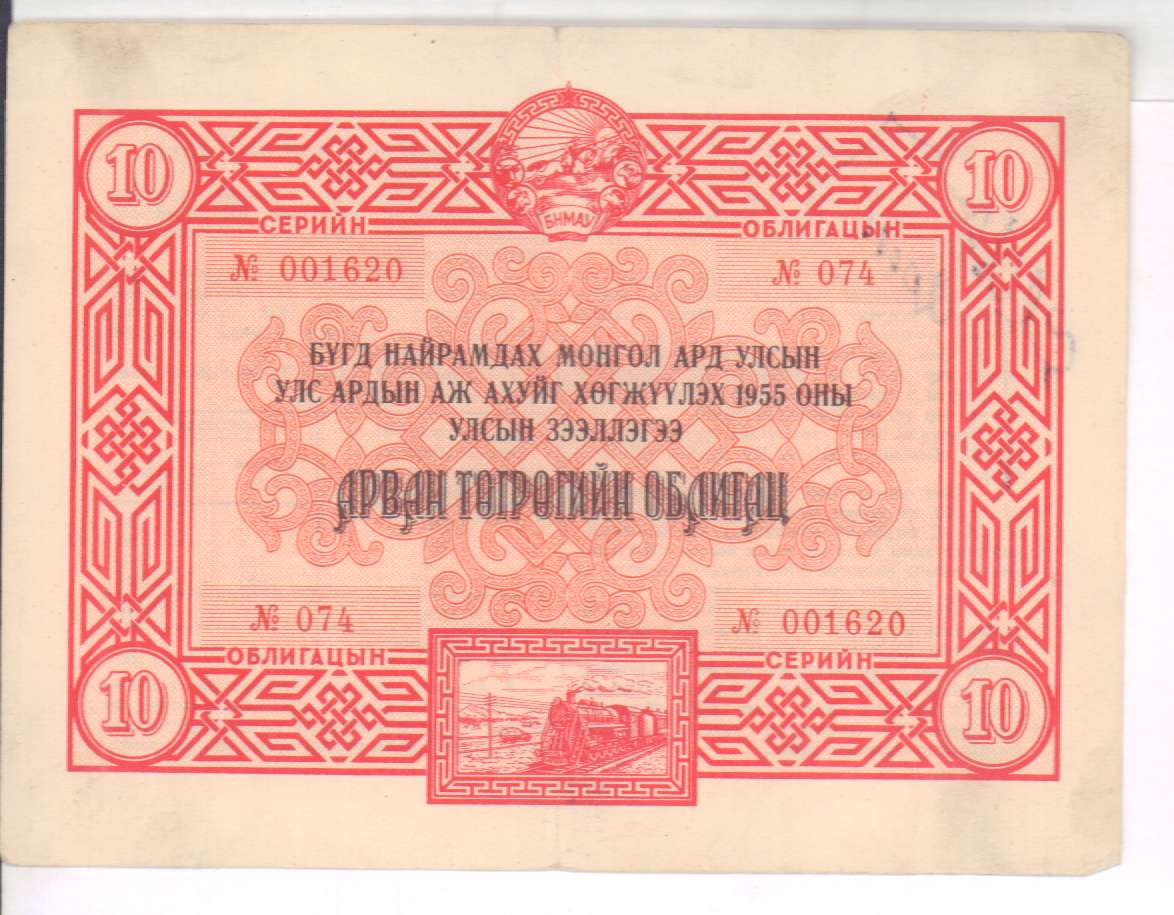 10
10
БНМАУ
СЕРИЙН
ОБЛИГАЦЫН
№ 001620
№ 074
БҮГД НАЙРАМДАХ МОНГОЛ АРД УЛСЫН
УЛС АРДЫН АЖ АХУЙГ ХӨГЖҮҮЛЭХ 1955 ОНЫ
УЛСЫН ЗЭЭЛЛЭГЭЭ
АРВАН ТӨГРӨГИЙН ОБЛИГАЦ
№ 074
№ 001620
ОБЛИГАЦЫН
СЕРИЙН
10
10